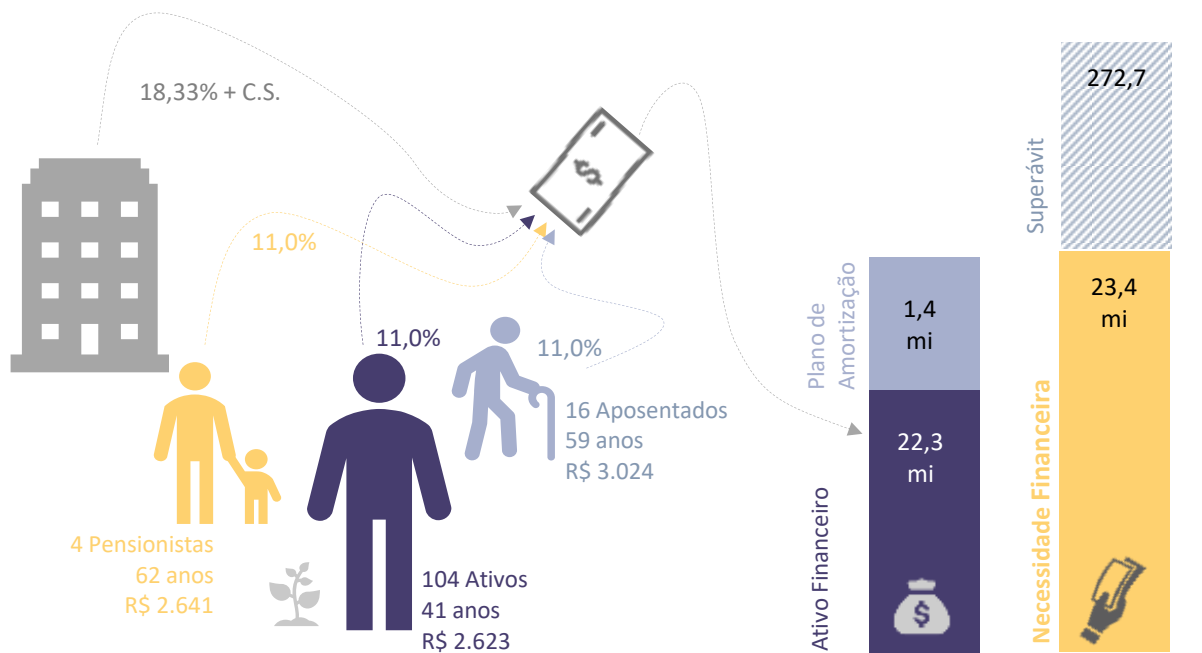 18,33% + C.S.
11,0%
11,0%
11,0%
4 Pensionistas
62 anos
R$ 2.641
104 Ativos
41 anos
R$ 2.623
16 Aposentados
59 anos
R$ 3.024
$
Plano de
Amortização
1,4
mi
Ativo Financeiro
22,3
mi
$
Superávit
272,7
Necessidade Financeira
23,4
mi